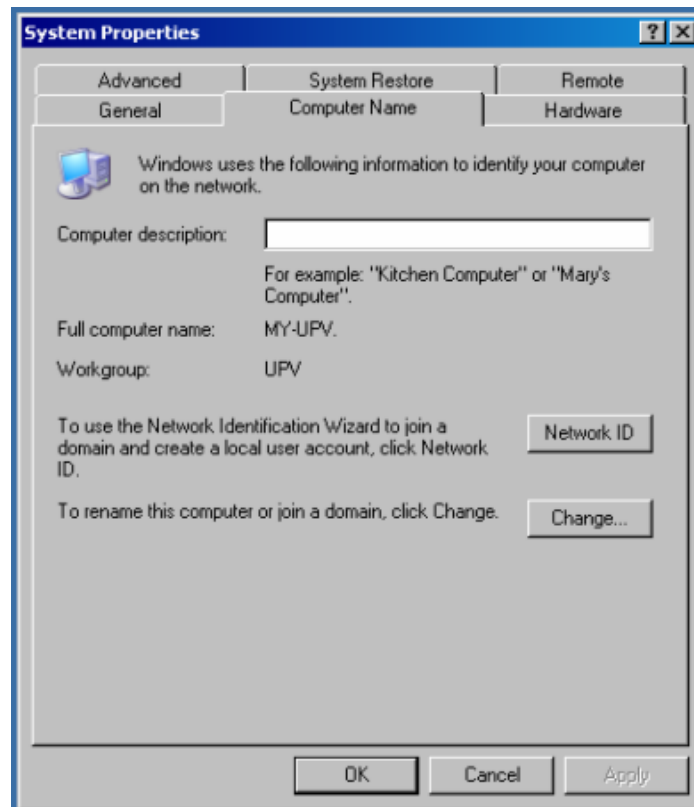 System Properties
Advanced
System Restore
Remote
General
Computer Name
Hardware
Windows uses the following information to identify your computer
on the network.
Computer description:
For example: "Kitchen Computer" or "Mary's
Computer".
Full computer name:
MY-UPV.
Workgroup:
UPV
To use the Network Identification Wizard to join a
domain and create a local user account, click Network
ID.
Network ID
To rename this computer or join a domain, click Change.
Change...
OK
Cancel
Apply